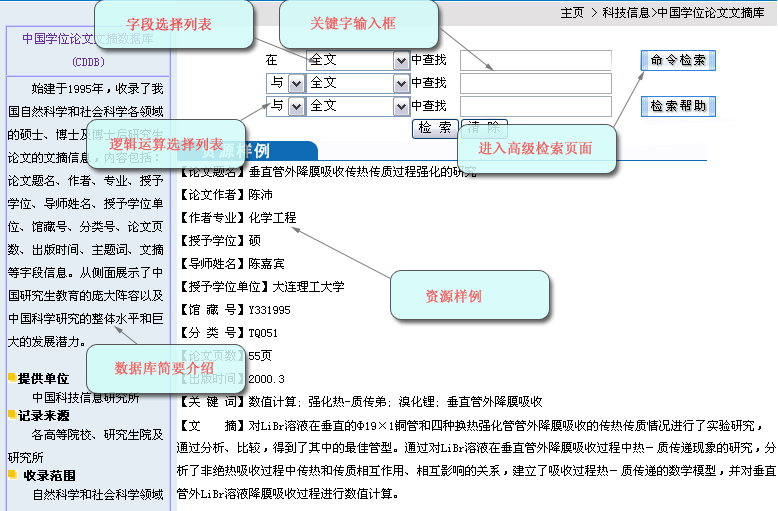 主页 > 科技信息>中国学位论文文摘库
字段选择列表
关键字输入框
中国学位论文文摘数据库
(CDDB)
始建于1995年，收录了我
国自然科学和社会科学各领域
的硕士、博士及博士后研究生
论文的文摘信息，内容包括：
论文题名、作者、专业、授予
学位、导师姓名、授予学位单
位、馆藏号、分类号、论文页
数、出版时间、主题词、文摘
等字段信息。从侧面展示了中
国研究生教育的庞大阵容以及
中国科学研究的整体水平和巨
大的发展潜力。
提供单位
中国科技信息研究所
记录来源
各高等院校、研究生院及
研究所
收录范围
自然科学和社会科学领域
在 全文 中查找
命令检索
与 全文 中查找
与 全文 中查找
检索帮助
检 索 清 除
逻辑运算选择列表
进入高级检索页面
资源样例
【论文题名】垂直管外降膜吸收传热传质过程强化的研究
【论文作者】陈沛
【作者专业】化学工程
【授予学位】硕
【导师姓名】陈嘉宾
【授予学位单位】大连理工大学
资源样例
【馆 藏 号】Y331995
【分 类 号】TQ051
【论文页数】55页
数据库简要介绍
【出版时间】2000.3
【关 键 词】数值计算; 强化热-质传弟; 溴化锂; 垂直管外降膜吸收
【文 摘】对LiBr溶液在垂直的Φ19×1铜管和四种换热强化管管外降膜吸收的传热传质情况进行了实验研究，
通过分析、比较，得到了其中的最佳管型。通过对LiBr溶液在垂直管外降膜吸收过程中热－质传递现象的研究，分
析了非绝热吸收过程中传热和传质相互作用、相互影响的关系，建立了吸收过程热－质传递的数学模型，并对垂直
管外LiBr溶液降膜吸收过程进行数值计算。